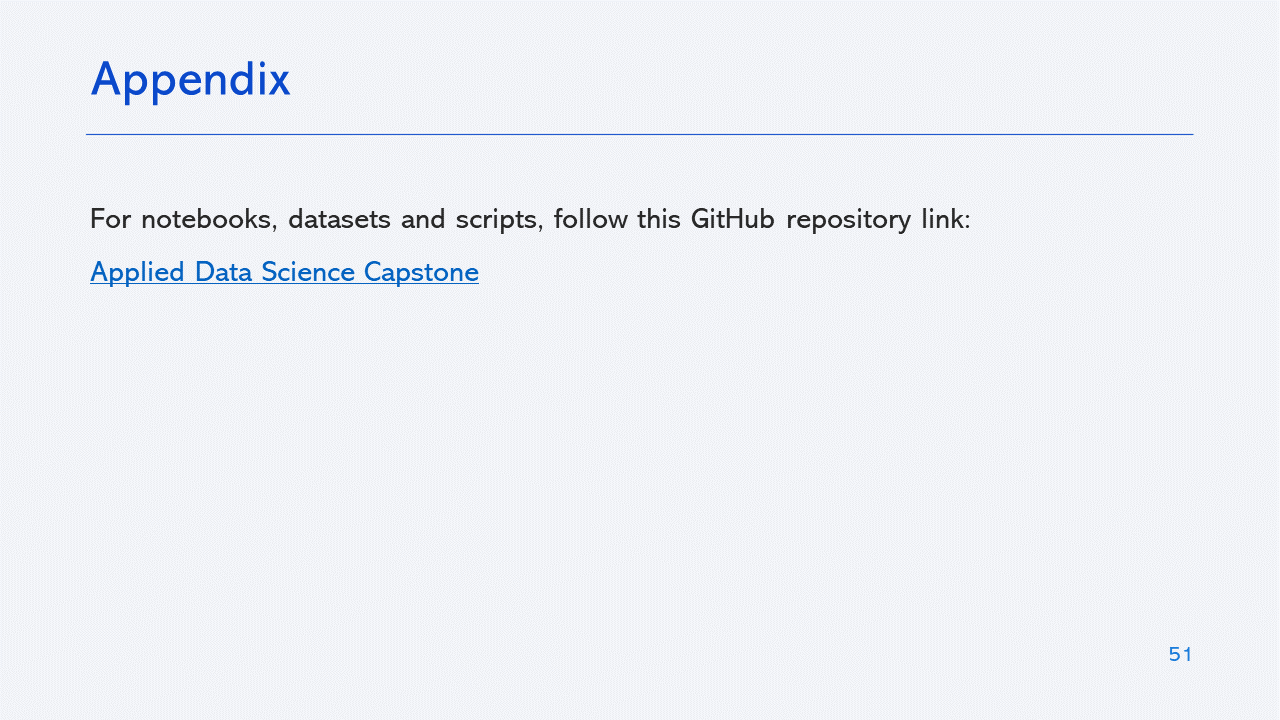 Appendix
For notebooks, datasets and scripts, follow this GitHub repository link:
Applied Data Science Capstone
51